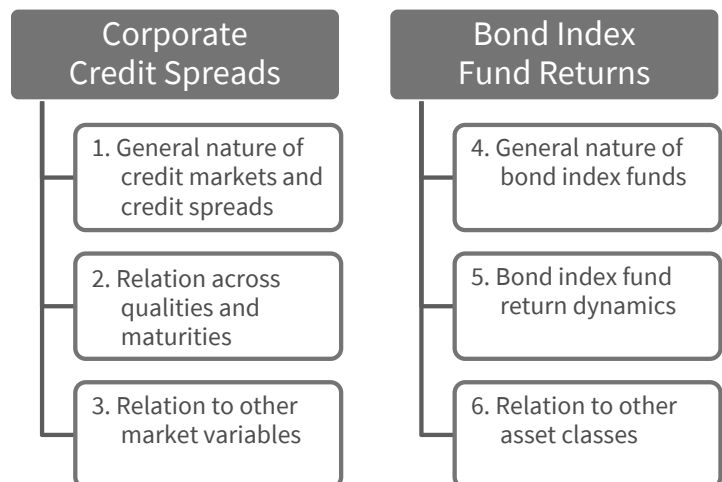 Corporate
Credit Spreads
1. General nature of
credit markets and
credit spreads
2. Relation across
qualities and
maturities
3. Relation to other
market variables
Bond Index
Fund Returns
4. General nature of
bond index funds
5. Bond index fund
return dynamics
6. Relation to other
asset classes